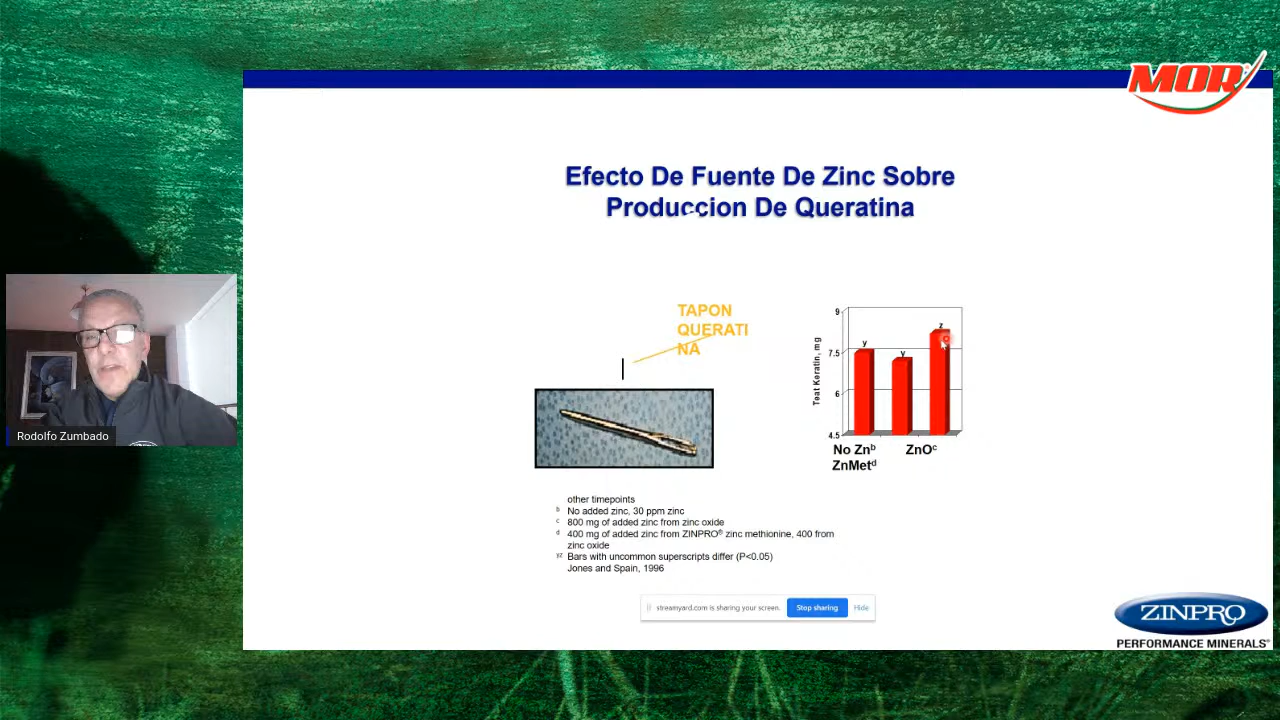 MOR
Efecto De Fuente De Zinc Sobre
Produccion De Queratina
TAPON
QUERATI
NA
Teat Keratin, mg
9
7.5
6
4.5
y
y
z
No Znᵇ
ZnOᶜ
ZnMetᵈ
other timepoints
ᵇ No added zinc, 30 ppm zinc
ᶜ 800 mg of added zinc from zinc oxide
ᵈ 400 mg of added zinc from ZINPRO® zinc methionine, 400 from
zinc oxide
ʸᶻ Bars with uncommon superscripts differ (P<0.05)
Jones and Spain, 1996
streamyard.com is sharing your screen.
Stop sharing
Hide
Rodolfo Zumbado
ZINPRO
PERFORMANCE MINERALS®